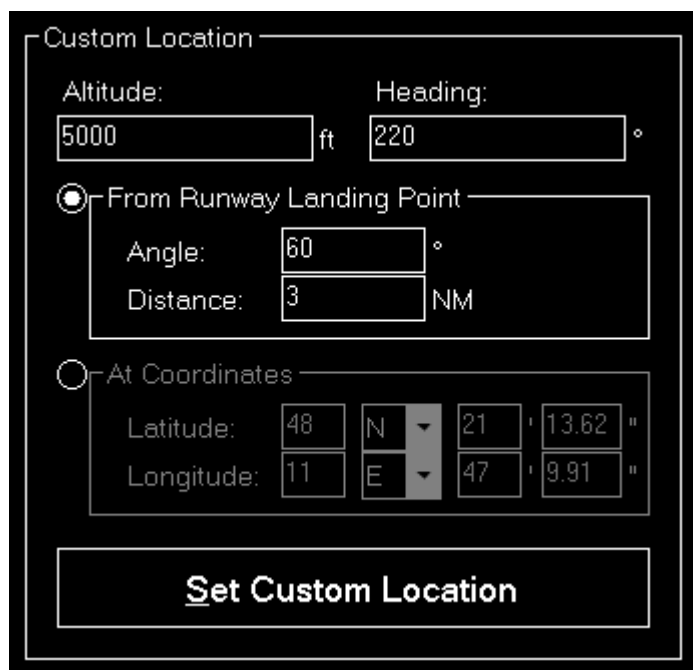 Custom Location
Altitude: Heading:
5000 ft 220 °
From Runway Landing Point
Angle: 60 °
Distance: 3 NM
At Coordinates
Latitude: 48 N 21 ' 13.62 "
Longitude: 11 E 47 ' 9.91 "
Set Custom Location